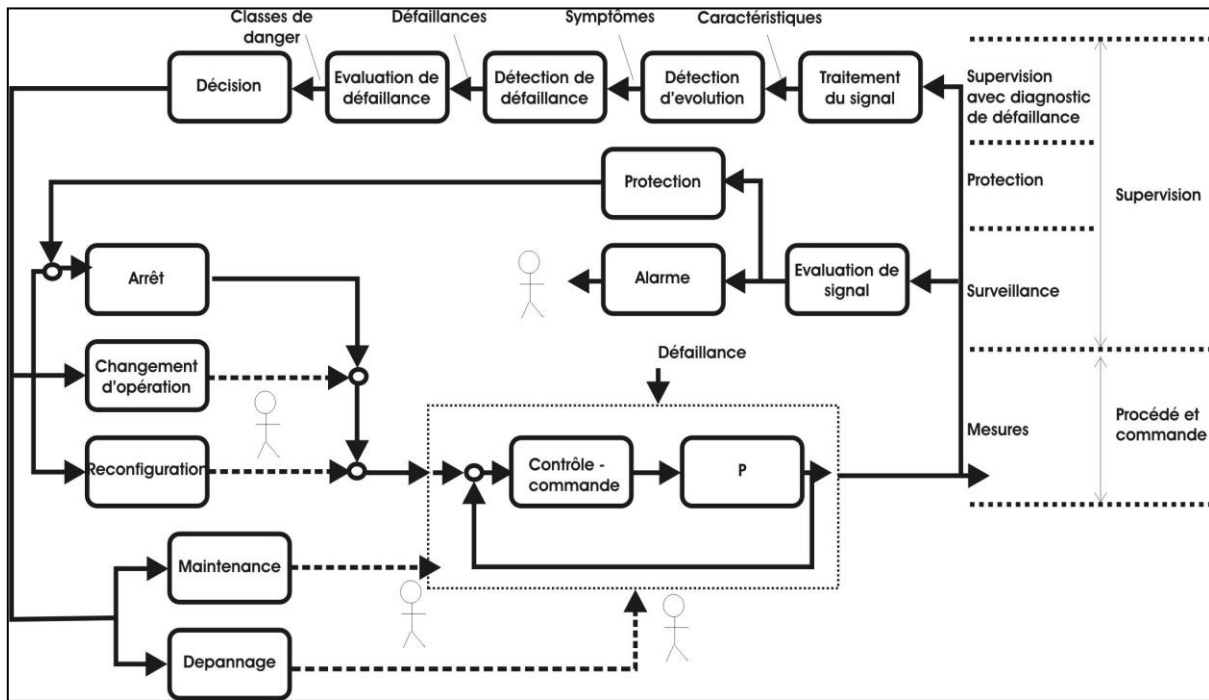 Classes de
danger
Défaillances
Symptômes
Caractéristiques
Décision
Evaluation de
défaillance
Détection de
défaillance
Détection
d'evolution
Traitement
du signal
Supervision
avec diagnostic
de défaillance
Protection
Protection
Supervision
Arrêt
Alarme
Evaluation de
signal
Surveillance
Changement
d'opération
Défaillance
Reconfiguration
Contrôle -
commande
P
Mesures
Procédé et
commande
Maintenance
Depannage